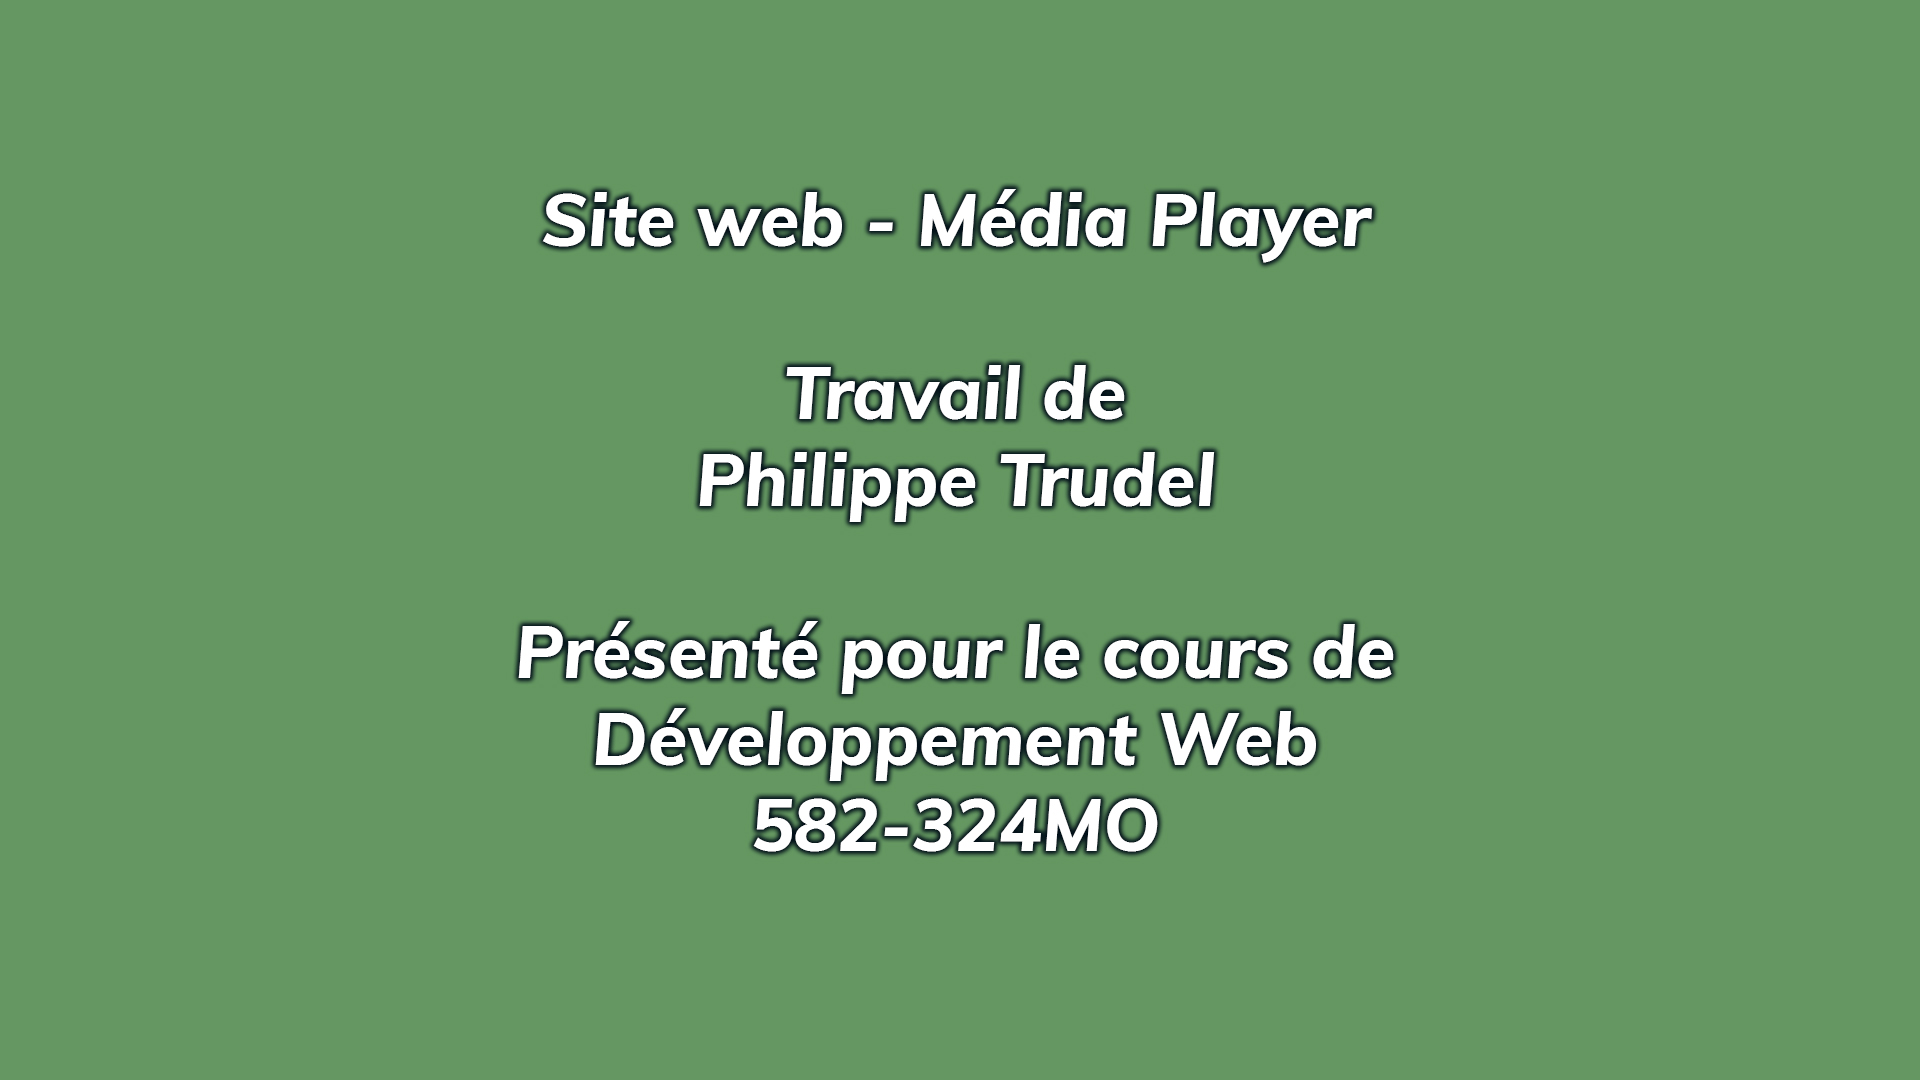 Site web - Média Player
Travail de
Philippe Trudel
Présenté pour le cours de
Développement Web
582-324MO